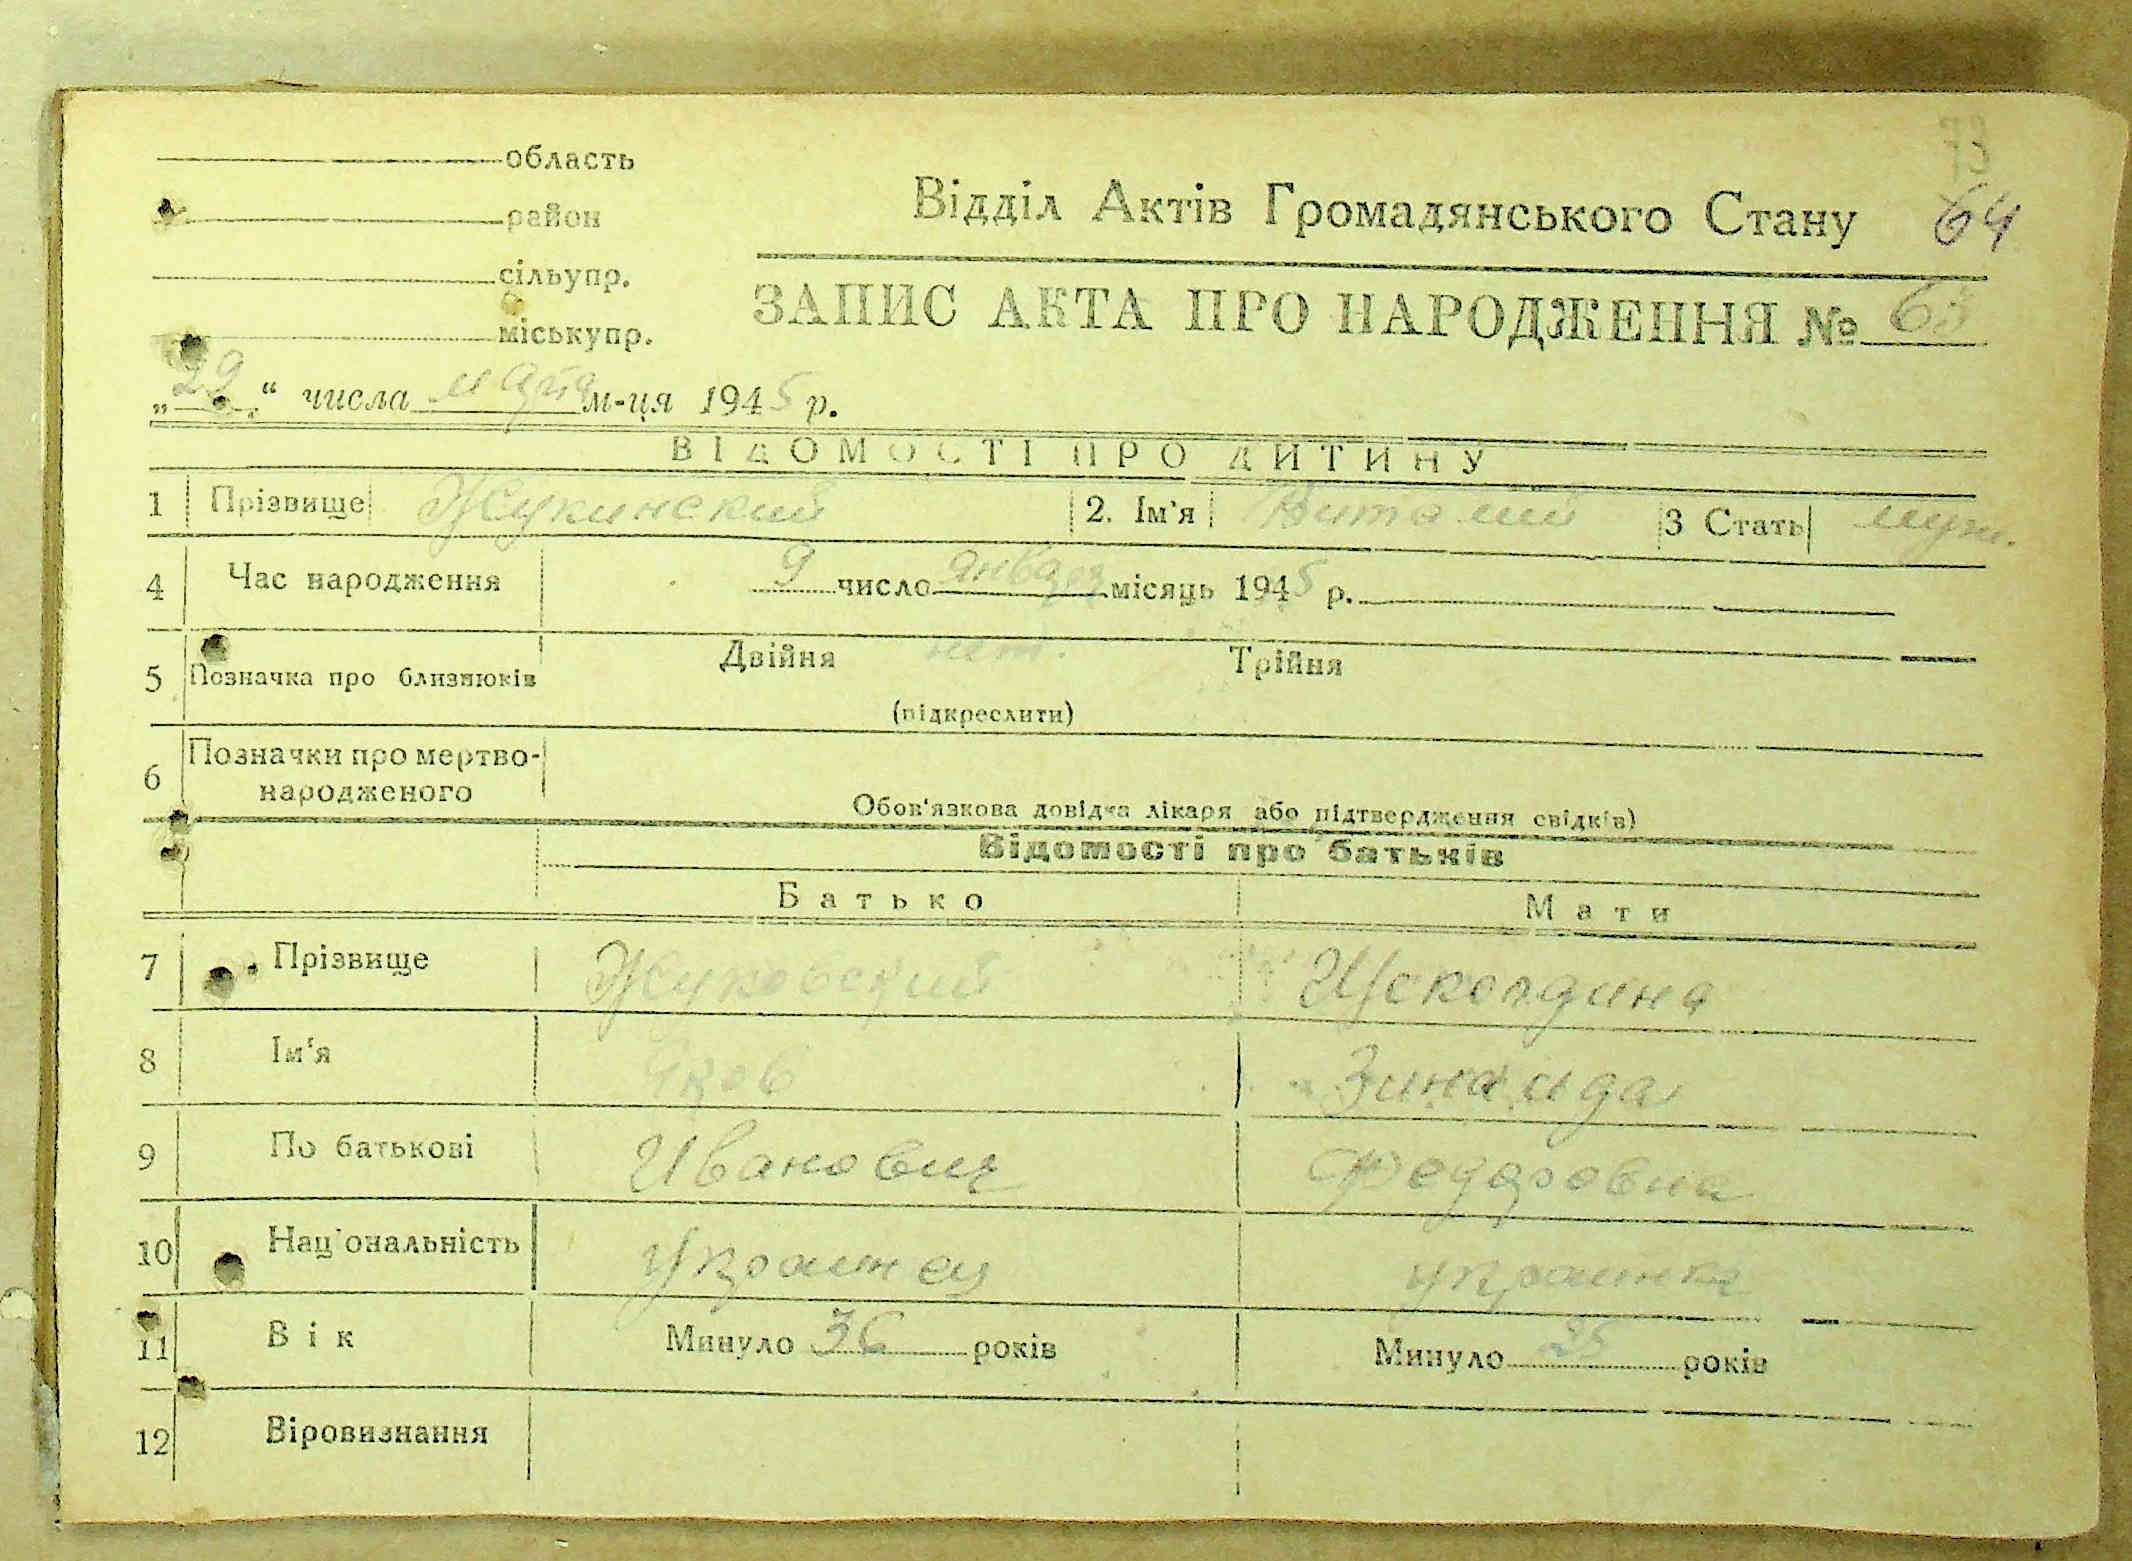 73
область
район
Відділ Актів Громадянського Стану 64
сільупр.
міськупр.
ЗАПИС АКТА ПРО НАРОДЖЕННЯ № 63
„29“ числа мая м-ця 1945 р.
ВІДОМОСТІ ПРО ДИТИНУ
1 Прізвище 2. Ім'я Виталий 3 Стать муж.
4 Час народження 9 число января місяць 1945 р.
5 Позначка про близнюків Двійня нет. Трійня
(підкреслити)
6 Позначки про мертво-
народженого
Обов'язкова довідка лікаря або підтвердження свідків)
Відомості про батьків
Батько Мати
7 Прізвище Жуковский
8 Ім'я Яков Зинаида
9 По батькові Иванович Федоровна
10 Національність украинец украинка
11 Вік Минуло 36 років Минуло 25 років
12 Віровизнання